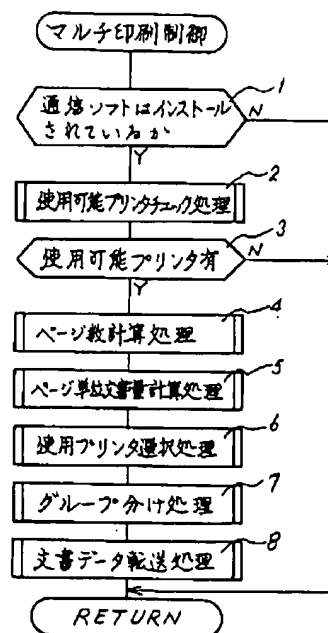 マルチ印刷制御
1
通信ソフトはインストール
されているか
N
Y
2
使用可能プリンタチェック処理
3
使用可能プリンタ有
N
Y
4
ページ数計算処理
5
ページ単位文書量計算処理
6
使用プリンタ選択処理
7
グループ分け処理
8
文書データ転送処理
RETURN